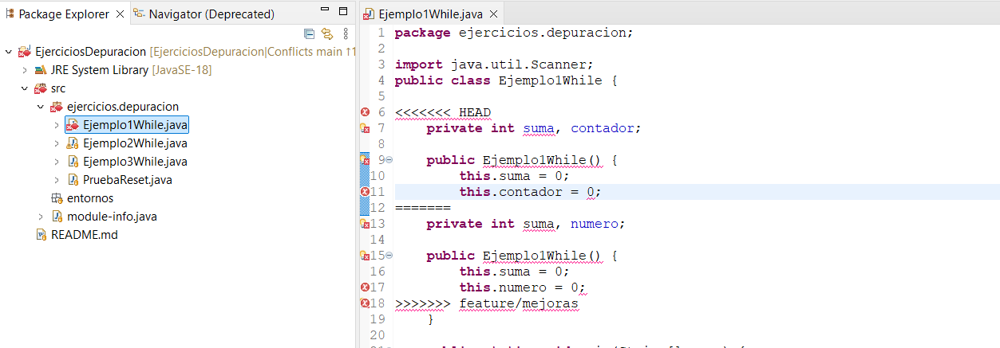 Package Explorer
Navigator (Deprecated)
EjerciciosDepuracion [EjerciciosDepuracion|Conflicts main ↑1
JRE System Library [JavaSE-18]
src
ejercicios.depuracion
Ejemplo1While.java
Ejemplo2While.java
Ejemplo3While.java
PruebaReset.java
entornos
module-info.java
README.md
Ejemplo1While.java
1 package ejercicios.depuracion;
2
3 import java.util.Scanner;
4 public class Ejemplo1While {
5
6 <<<<<<< HEAD
7     private int suma, contador;
8
9     public Ejemplo1While() {
10         this.suma = 0;
11         this.contador = 0;
12 =======
13     private int suma, numero;
14
15     public Ejemplo1While() {
16         this.suma = 0;
17         this.numero = 0;
18 >>>>>>> feature/mejoras
19     }
20